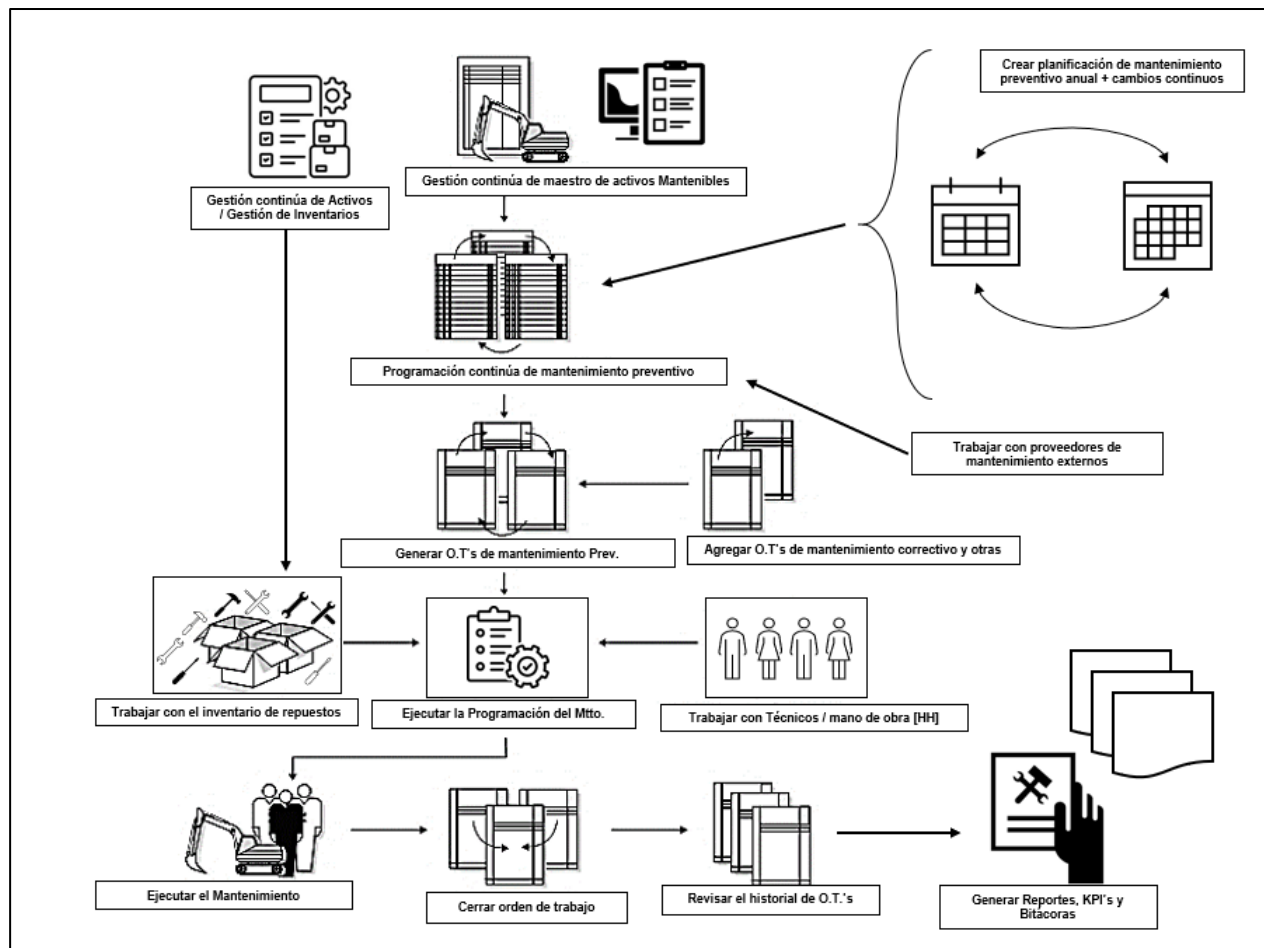 Crear planificación de mantenimiento
preventivo anual + cambios continuos
Gestión continúa de maestro de activos Mantenibles
Gestión continúa de Activos
/ Gestión de Inventarios
Programación continúa de mantenimiento preventivo
Trabajar con proveedores de
mantenimiento externos
Generar O.T's de mantenimiento Prev.
Agregar O.T's de mantenimiento correctivo y otras
Trabajar con el inventario de repuestos
Ejecutar la Programación del Mtto.
Trabajar con Técnicos / mano de obra [HH]
Ejecutar el Mantenimiento
Cerrar orden de trabajo
Revisar el historial de O.T.'s
Generar Reportes, KPI's y
Bitácoras